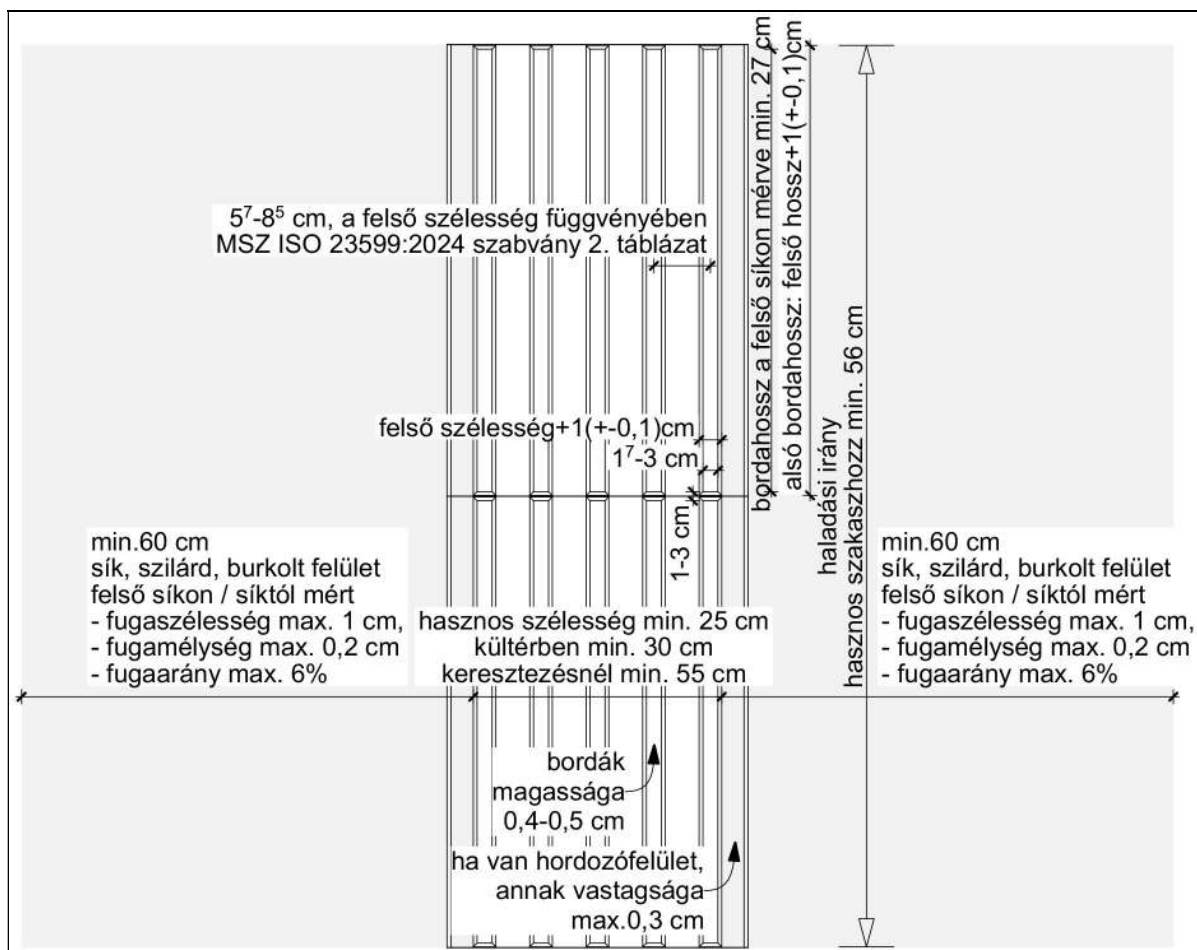 bordahossz a felső síkon mérve min. 27 cm
alsó bordahossz: felső hossz+1(+-0,1)cm
5⁷-8⁵ cm, a felső szélesség függvényében
MSZ ISO 23599:2024 szabvány 2. táblázat
haladási irány
hasznos szakaszhozz min. 56 cm
felső szélesség+1(+-0,1)cm
1⁷-3 cm
1-3 cm
min.60 cm
sík, szilárd, burkolt felület
felső síkon / síktól mért
- fugaszélesség max. 1 cm,
- fugamélység max. 0,2 cm
- fugaarány max. 6%
hasznos szélesség min. 25 cm
kültérben min. 30 cm
keresztezésnél min. 55 cm
min.60 cm
sík, szilárd, burkolt felület
felső síkon / síktól mért
- fugaszélesség max. 1 cm,
- fugamélység max. 0,2 cm
- fugaarány max. 6%
bordák
magassága
0,4-0,5 cm
ha van hordozófelület,
annak vastagsága
max.0,3 cm